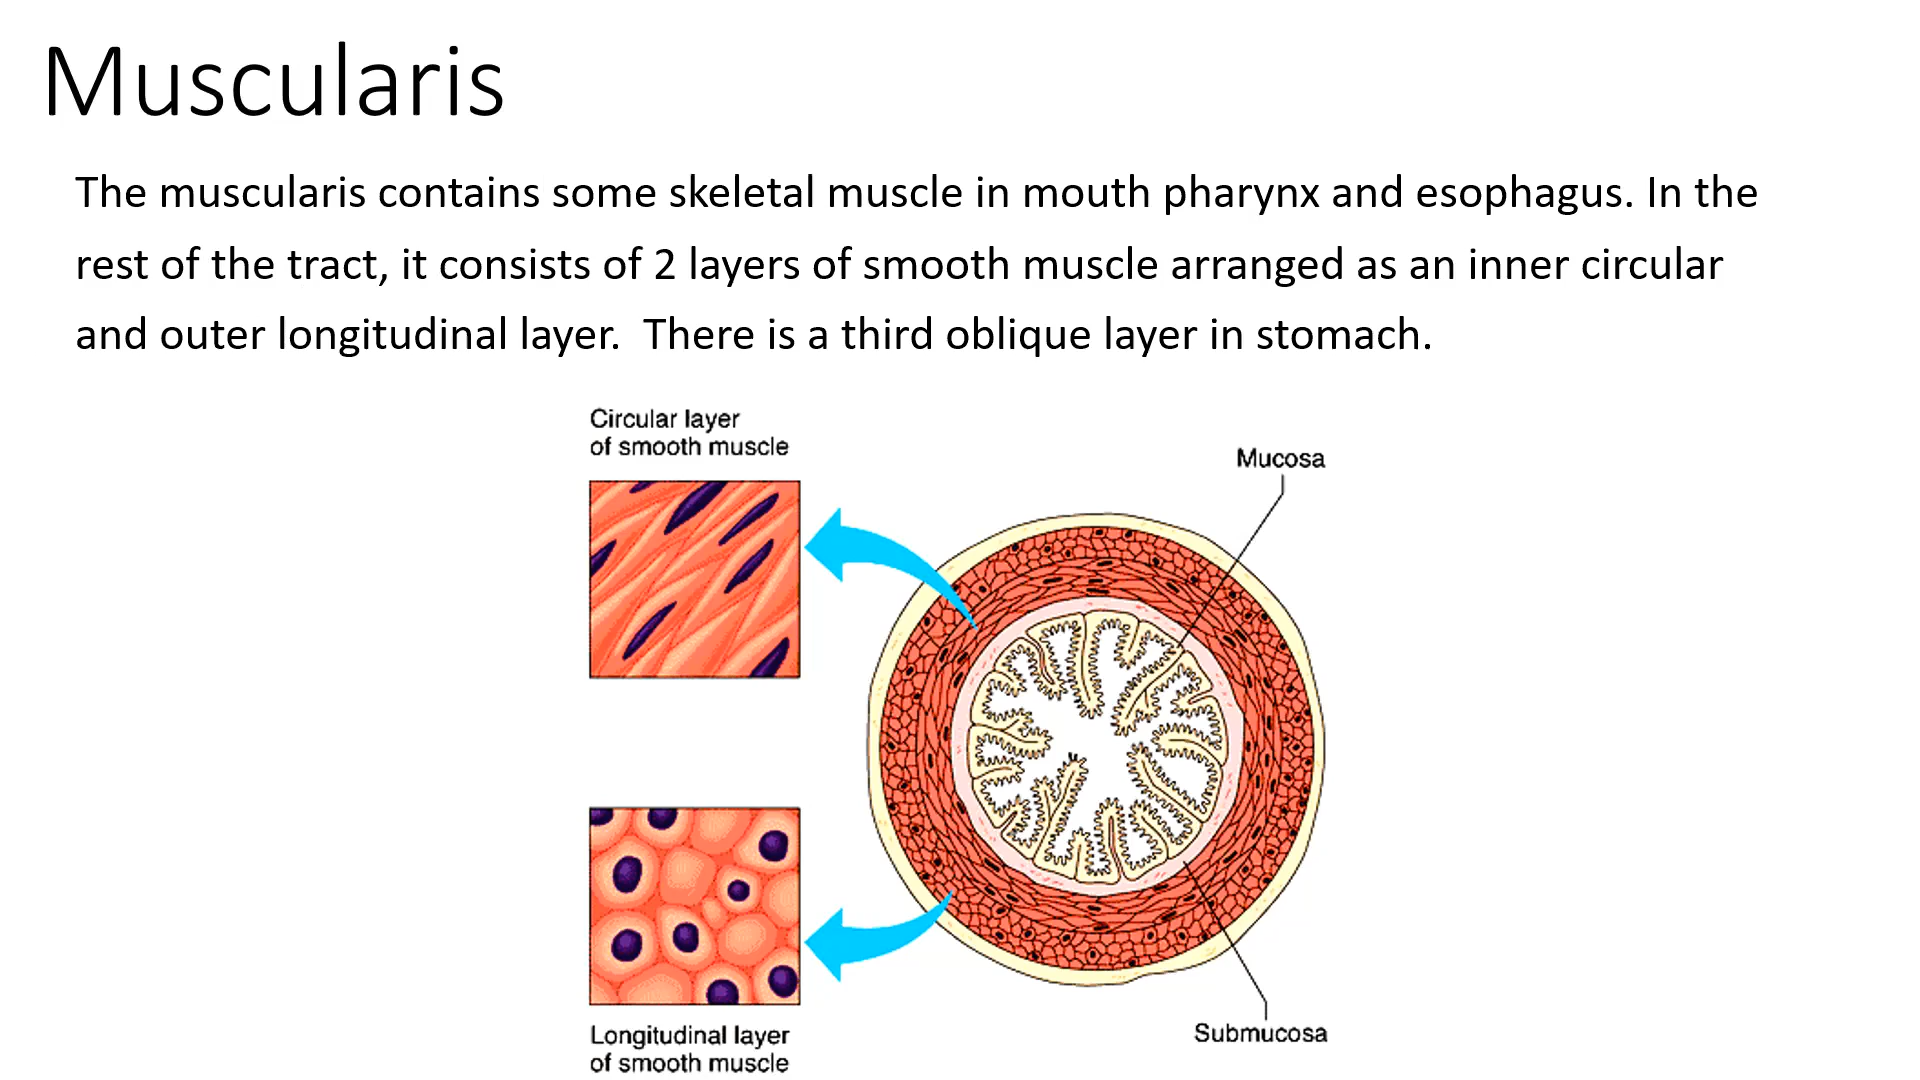 Muscularis
The muscularis contains some skeletal muscle in mouth pharynx and esophagus. In the
rest of the tract, it consists of 2 layers of smooth muscle arranged as an inner circular
and outer longitudinal layer.  There is a third oblique layer in stomach.
Circular layer
of smooth muscle
Mucosa
Longitudinal layer
of smooth muscle
Submucosa